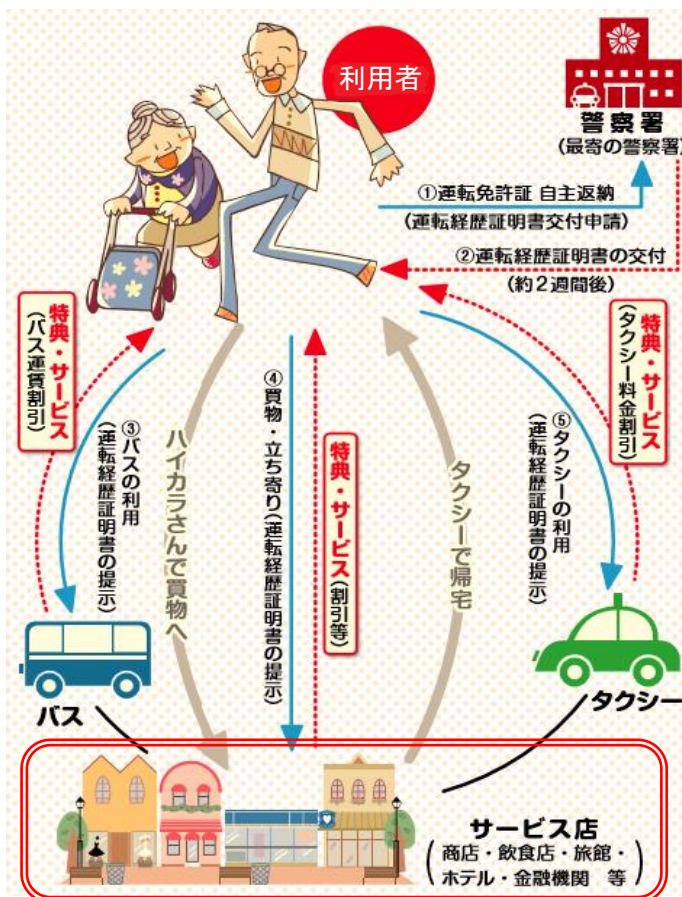 利用者
警察署
(最寄の警察署)
①運転免許証 自主返納
(運転経歴証明書交付申請)
②運転経歴証明書の交付
(約2週間後)
特典・サービス
(バス運賃割引)
③バスの利用
(運転経歴証明書の提示)
ハイカラさんで買物へ
④買物・立ち寄り(運転経歴証明書の提示)
特典・サービス(割引等)
タクシーで帰宅
⑤タクシーの利用
(運転経歴証明書の提示)
特典・サービス
(タクシー料金割引)
バス
タクシー
サービス店
(商店・飲食店・旅館・
ホテル・金融機関 等)